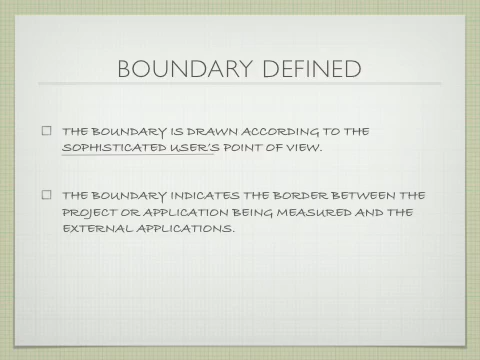 BOUNDARY DEFINED
THE BOUNDARY IS DRAWN ACCORDING TO THE
SOPHISTICATED USER'S POINT OF VIEW.
THE BOUNDARY INDICATES THE BORDER BETWEEN THE
PROJECT OR APPLICATION BEING MEASURED AND THE
EXTERNAL APPLICATIONS.